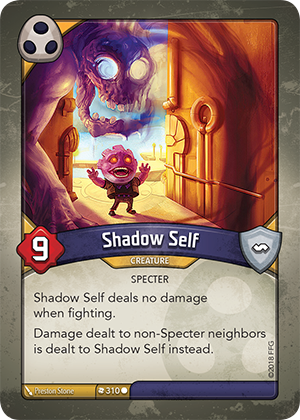 Shadow Self
9
CREATURE
SPECTER
Shadow Self deals no damage
when fighting.
Damage dealt to non-Specter neighbors
is dealt to Shadow Self instead.
©2018 FFG
Preston Stone
310